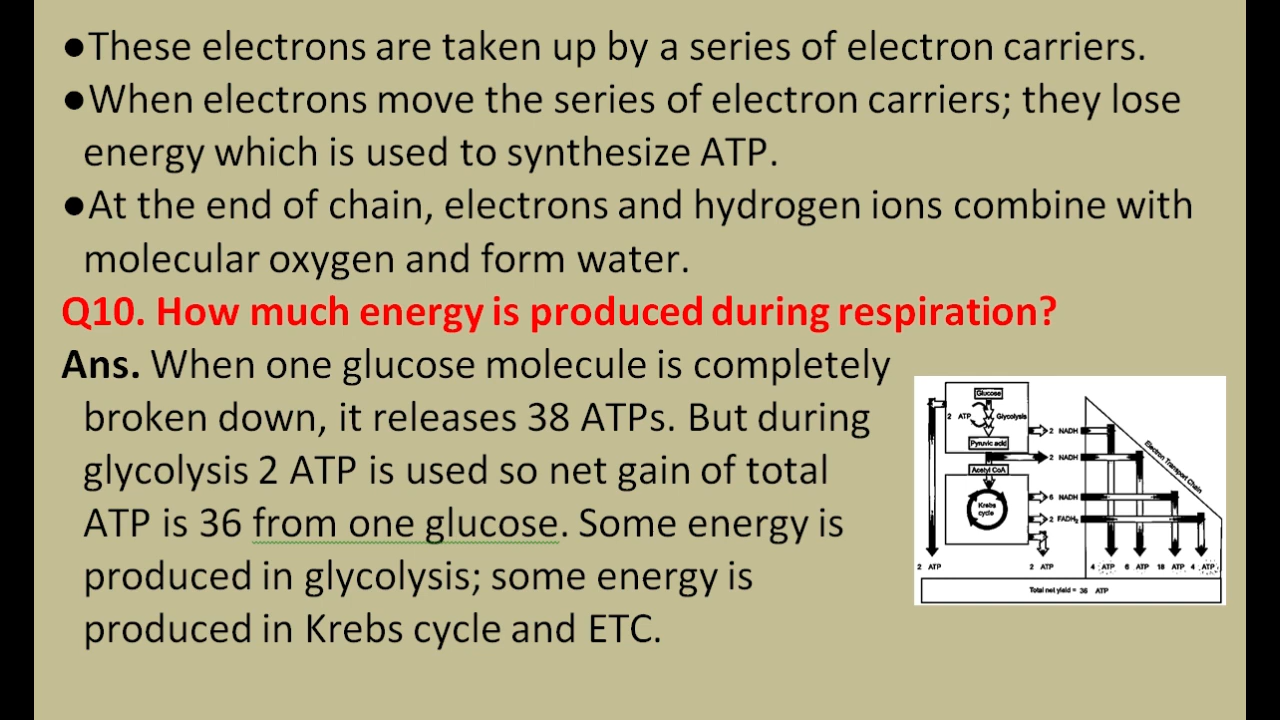 ●These electrons are taken up by a series of electron carriers.
●When electrons move the series of electron carriers; they lose
energy which is used to synthesize ATP.
●At the end of chain, electrons and hydrogen ions combine with
molecular oxygen and form water.
Q10. How much energy is produced during respiration?
Ans. When one glucose molecule is completely
broken down, it releases 38 ATPs. But during
glycolysis 2 ATP is used so net gain of total
ATP is 36 from one glucose. Some energy is
produced in glycolysis; some energy is
produced in Krebs cycle and ETC.
Glucose
2 ATP
Glycolysis
Pyruvic acid
Acetyl CoA
Krebs
cycle
2 NADH
2 NADH
6 NADH
2 FADH₂
Electron Transport Chain
2 ATP
2 ATP
4 ATP
6 ATP
18 ATP
4 ATP
Total net yield = 36 ATP